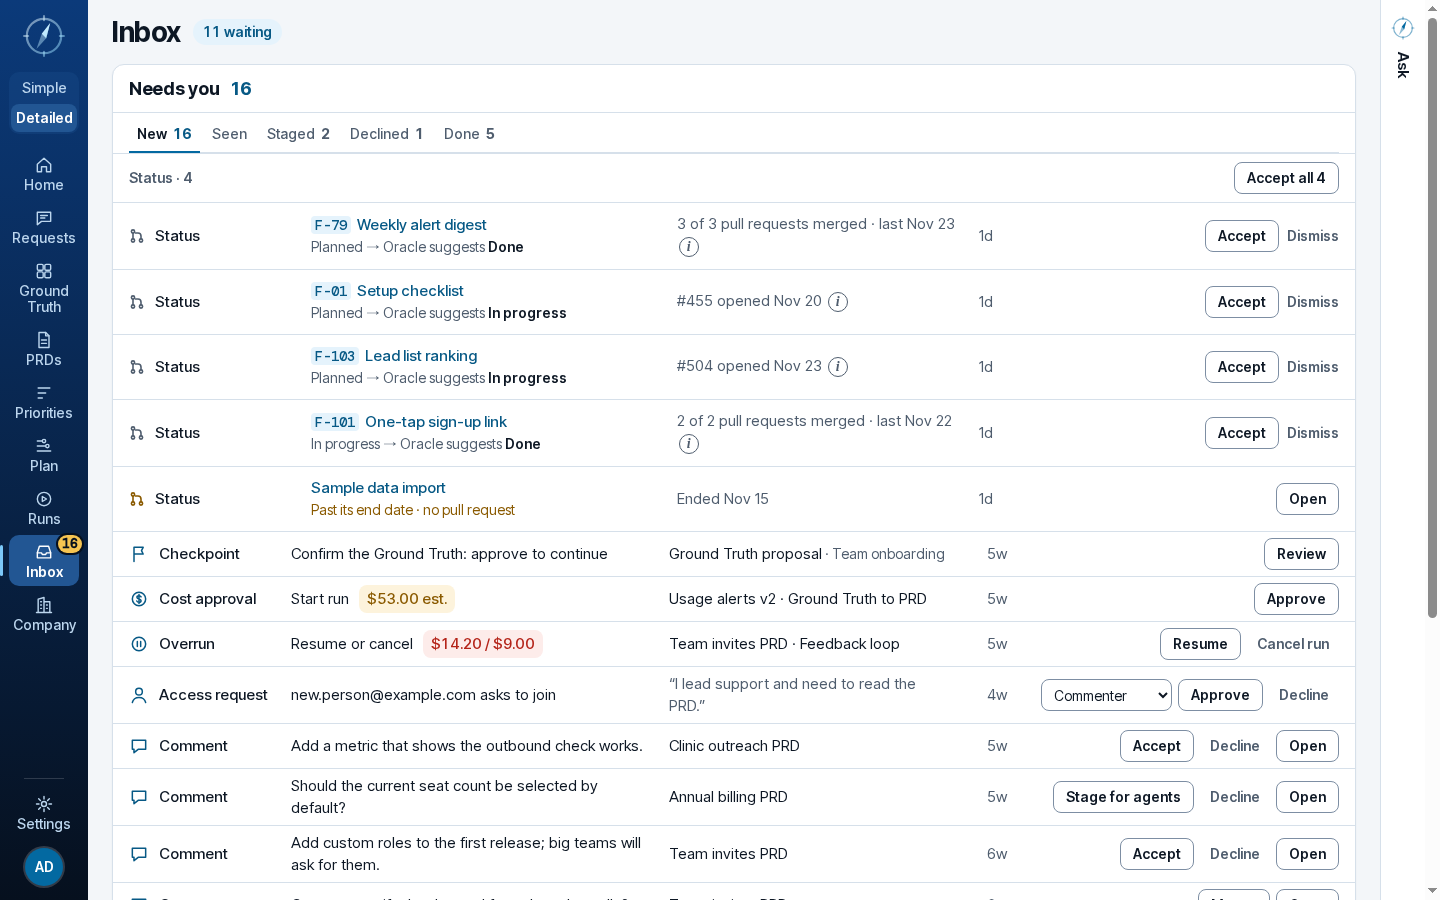 Inbox
11 waiting
Simple
Detailed
Home
Requests
Ground
Truth
PRDs
Priorities
Plan
Runs
16
Inbox
Company
Settings
AD
Ask
Needs you 16
New 16 Seen Staged 2 Declined 1 Done 5
Status · 4 Accept all 4
Status F-79 Weekly alert digest 3 of 3 pull requests merged · last Nov 23 1d Accept Dismiss
Planned → Oracle suggests Done i
Status F-01 Setup checklist #455 opened Nov 20 i 1d Accept Dismiss
Planned → Oracle suggests In progress
Status F-103 Lead list ranking #504 opened Nov 23 i 1d Accept Dismiss
Planned → Oracle suggests In progress
Status F-101 One-tap sign-up link 2 of 2 pull requests merged · last Nov 22 1d Accept Dismiss
In progress → Oracle suggests Done i
Status Sample data import Ended Nov 15 1d Open
Past its end date · no pull request
Checkpoint Confirm the Ground Truth: approve to continue Ground Truth proposal · Team onboarding 5w Review
Cost approval Start run $53.00 est. Usage alerts v2 · Ground Truth to PRD 5w Approve
Overrun Resume or cancel $14.20 / $9.00 Team invites PRD · Feedback loop 5w Resume Cancel run
Access request new.person@example.com asks to join “I lead support and need to read the 4w Commenter Approve Decline
PRD.”
Comment Add a metric that shows the outbound check works. Clinic outreach PRD 5w Accept Decline Open
Comment Should the current seat count be selected by Annual billing PRD 5w Stage for agents Decline Open
default?
Comment Add custom roles to the first release; big teams will Team invites PRD 6w Accept Decline Open
ask for them.